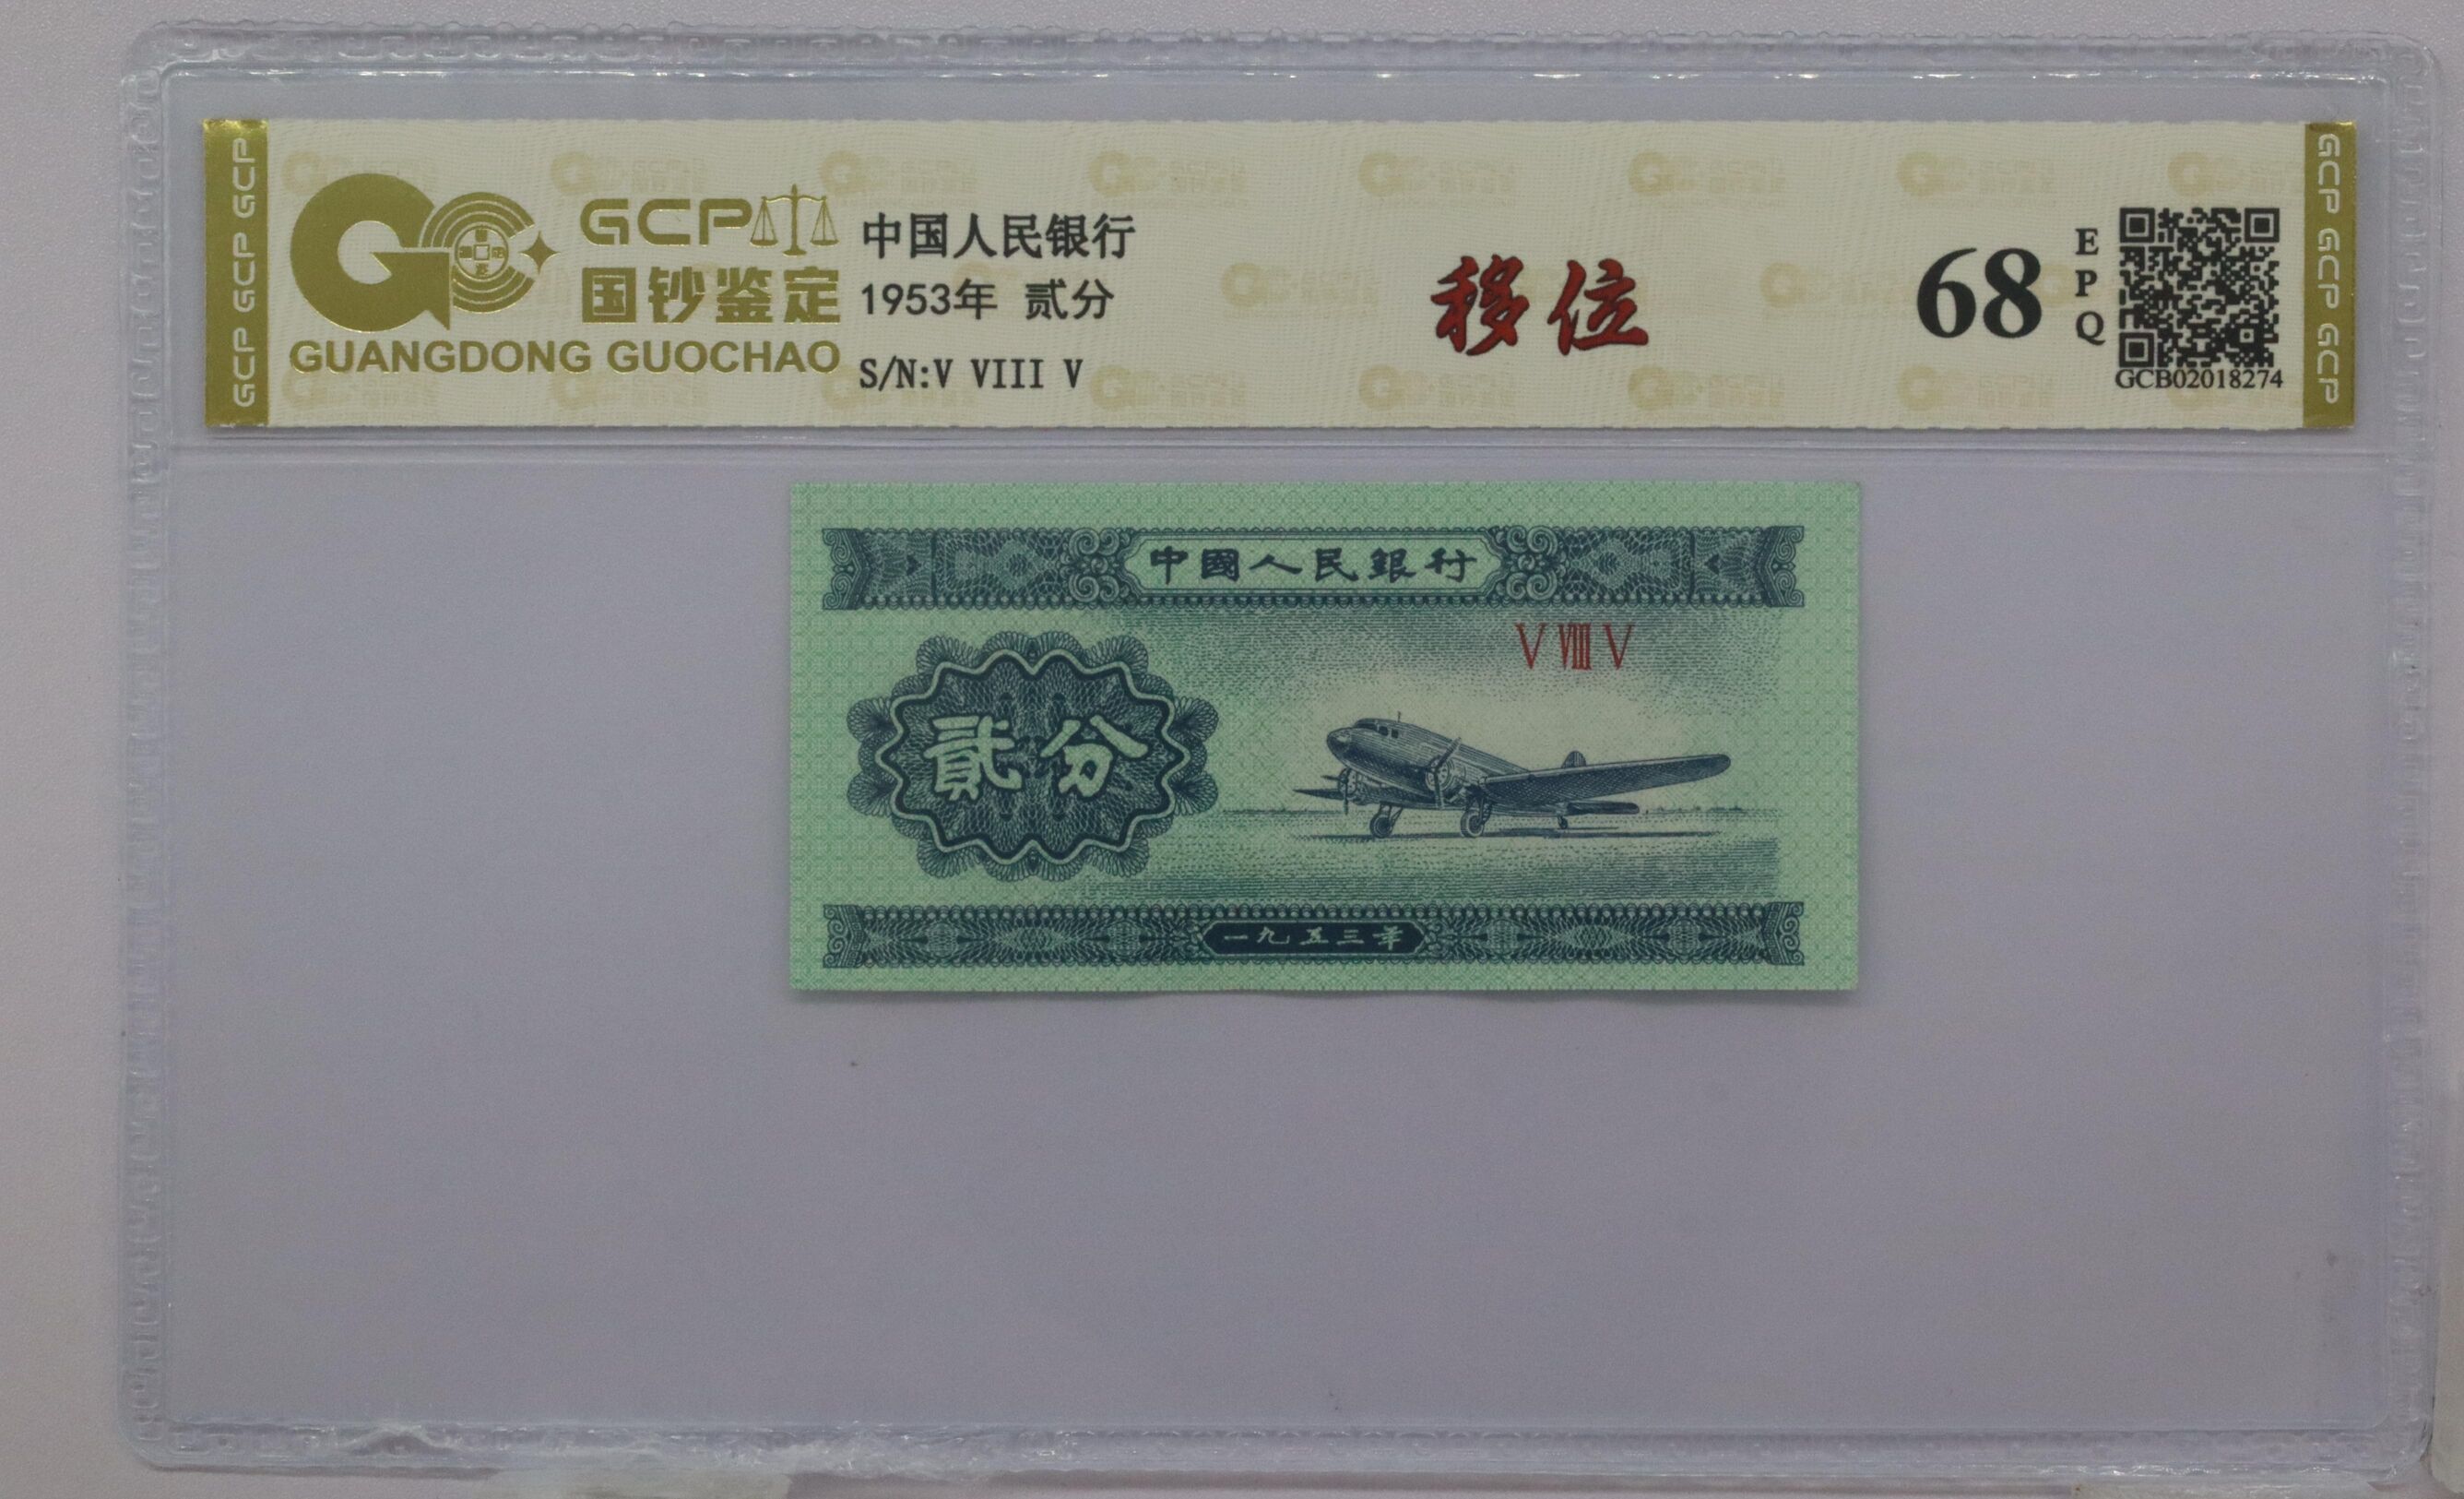 GCP GCP GCP
GCP
国钞鉴定
GUANGDONG GUOCHAO
中国人民银行
1953年 贰分
S/N:V VIII V
移位
68
EPQ
GCB02018274
GCP GCP GCP
中國人民銀行
V VIII V
貳分
一九五三年